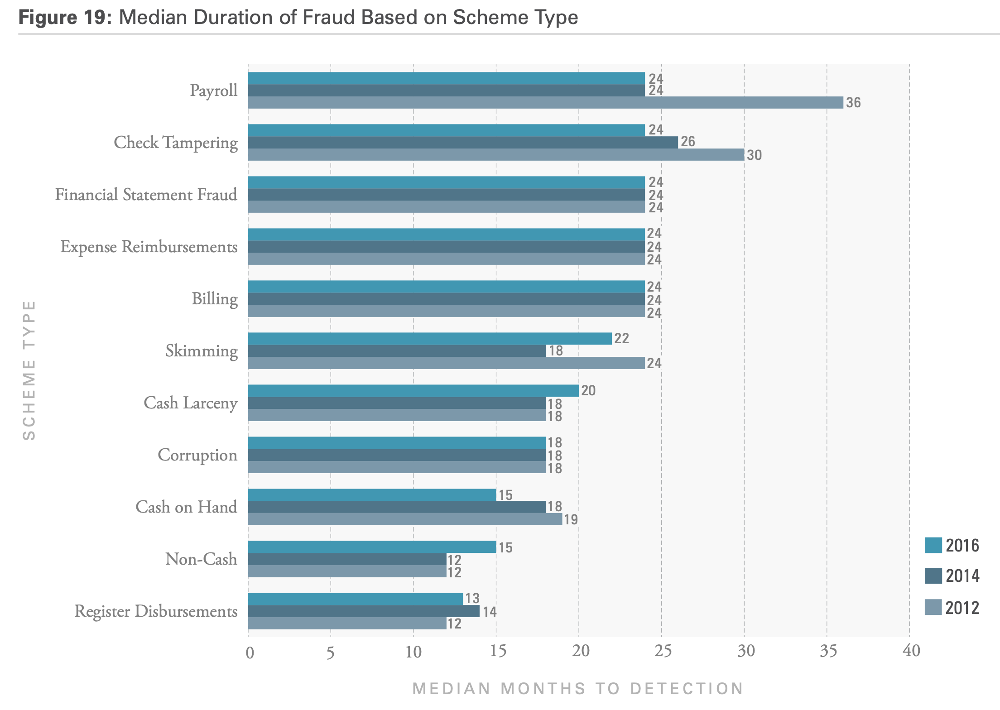 Figure 19: Median Duration of Fraud Based on Scheme Type
SCHEME TYPE
Payroll
24
24
36
Check Tampering
24
26
30
Financial Statement Fraud
24
24
24
Expense Reimbursements
24
24
24
Billing
24
24
24
Skimming
22
18
24
Cash Larceny
20
18
18
Corruption
18
18
18
Cash on Hand
15
18
19
Non-Cash
15
12
12
Register Disbursements
13
14
12
0 5 10 15 20 25 30 35 40
MEDIAN MONTHS TO DETECTION
2016
2014
2012